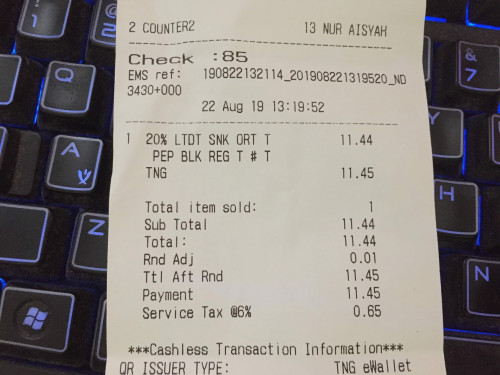 2 COUNTER2 13 NUR AISYAH
Check :85
EMS ref: 190822132114_201908221319520_ND
3430+000
22 Aug 19 13:19:52
1 20% LTDT SNK ORT T 11.44
PEP BLK REG T # T
TNG 11.45
Total item sold: 1
Sub Total 11.44
Total: 11.44
Rnd Adj 0.01
Ttl Aft Rnd 11.45
Payment 11.45
Service Tax @6% 0.65
***Cashless Transaction Information***
QR ISSUER TYPE: TNG eWallet
1
Q
A
Z
&
7
H
N